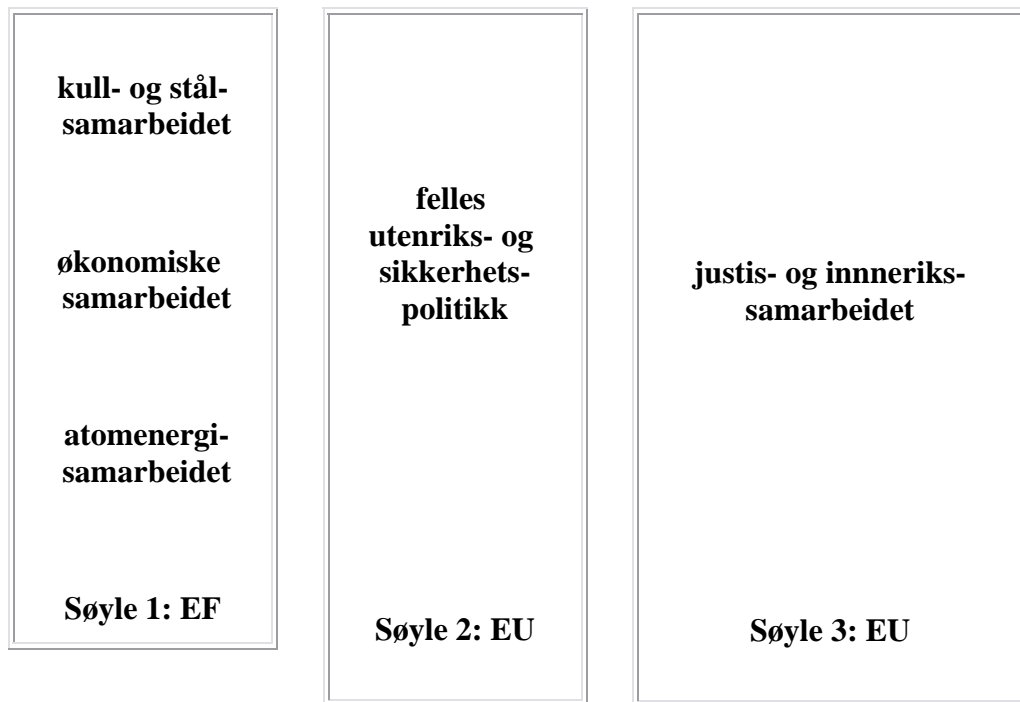 kull- og stål-
samarbeidet
økonomiske
samarbeidet
atomenergi-
samarbeidet
Søyle 1: EF
felles
utenriks- og
sikkerhets-
politikk
Søyle 2: EU
justis- og innneriks-
samarbeidet
Søyle 3: EU